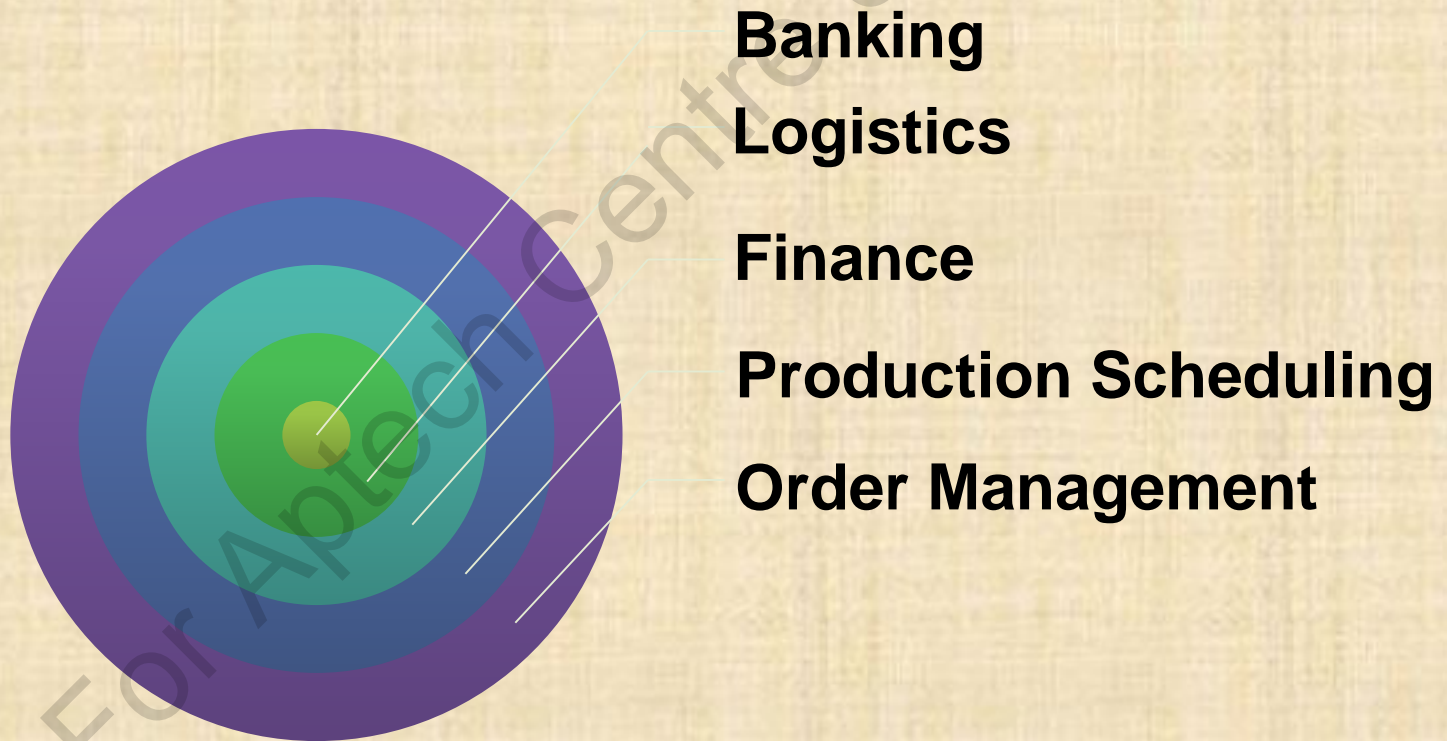 Banking
Logistics
Finance
Production Scheduling
Order Management
For Aptech Centre